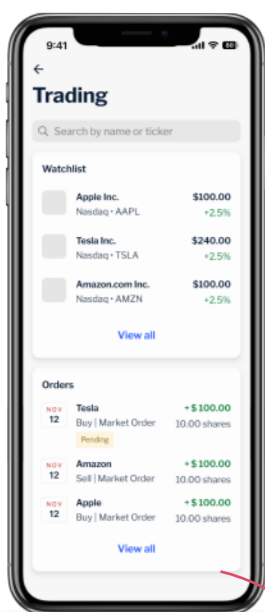 9:41
80
Trading
Search by name or ticker
Watchlist
Apple Inc. $100.00
Nasdaq • AAPL +2.5%
Tesla Inc. $240.00
Nasdaq • TSLA +2.5%
Amazon.com Inc. $100.00
Nasdaq • AMZN +2.5%
View all
Orders
NOV Tesla +$100.00
12 Buy | Market Order 10.00 shares
Pending
NOV Amazon +$100.00
12 Sell | Market Order 10.00 shares
NOV Apple +$100.00
12 Buy | Market Order 10.00 shares
View all